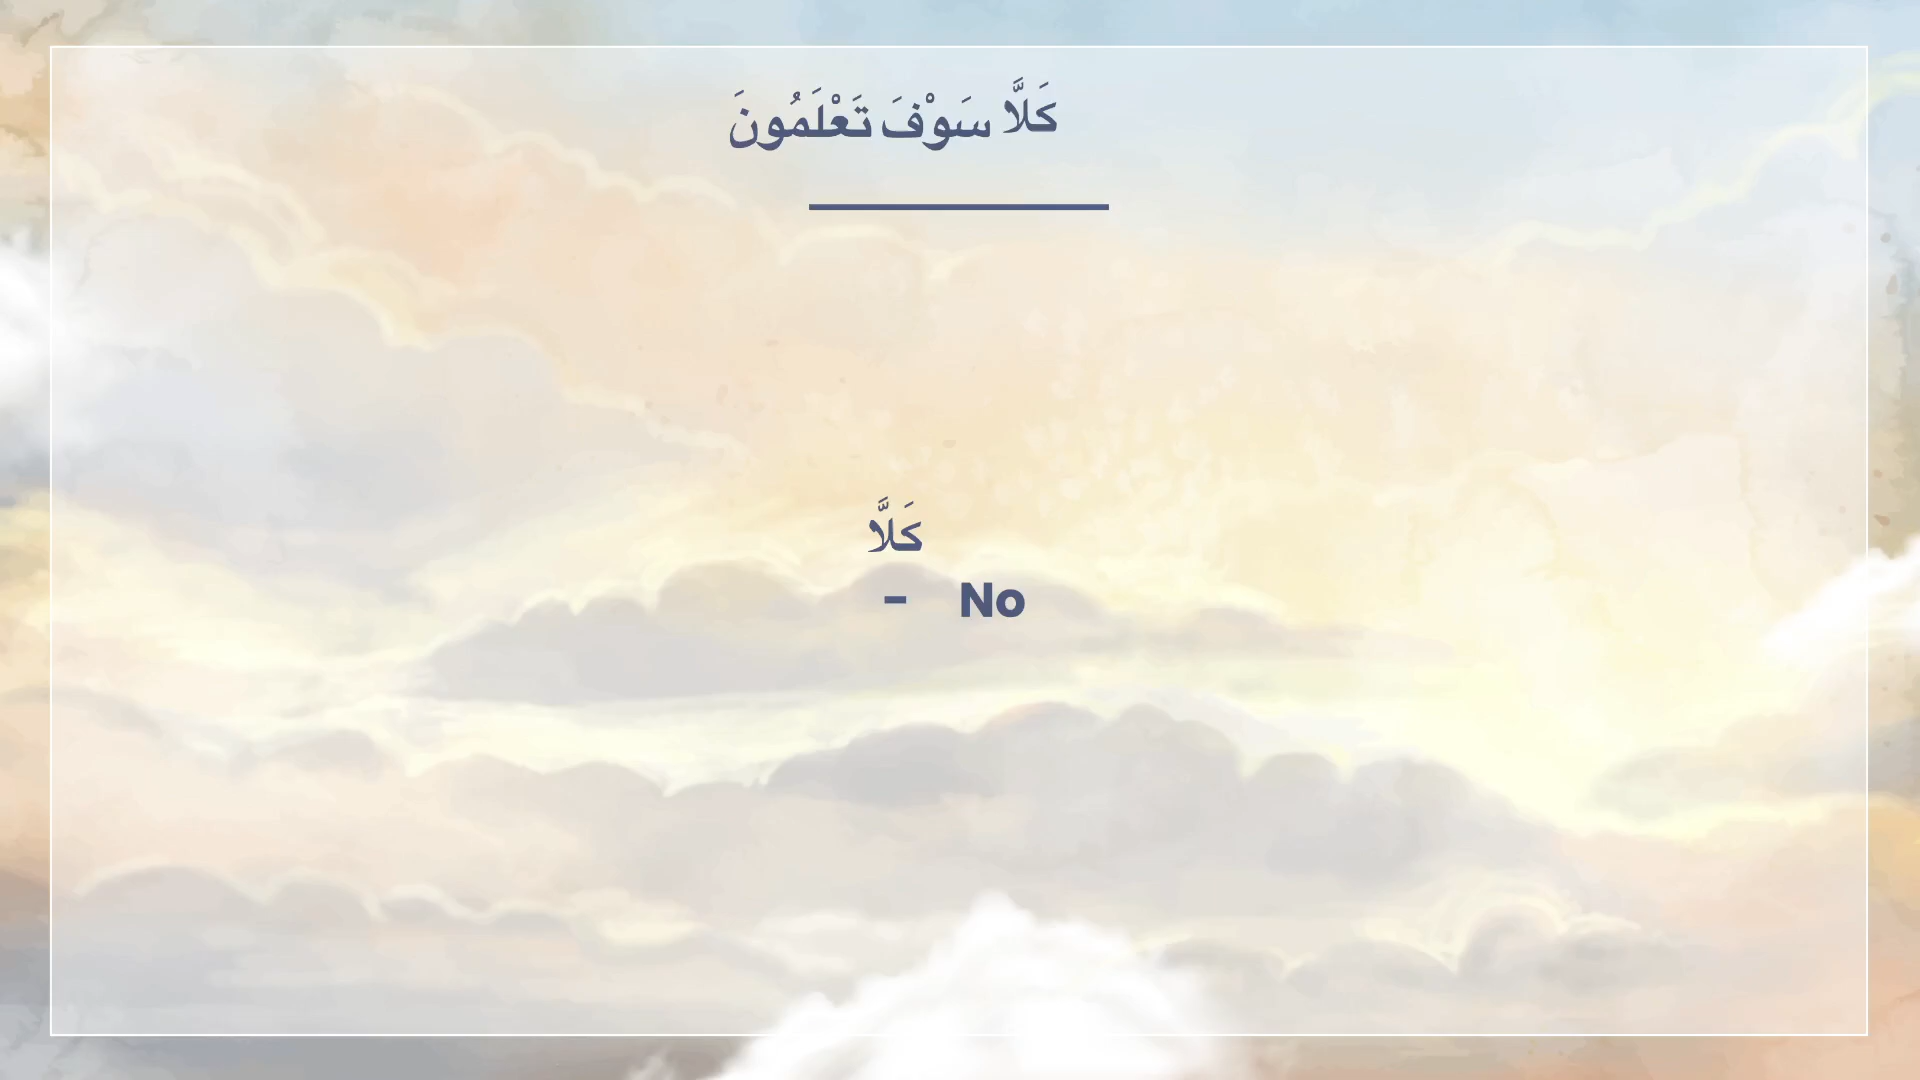 كَلَّا سَوْفَ تَعْلَمُونَ
كَلَّا
- No